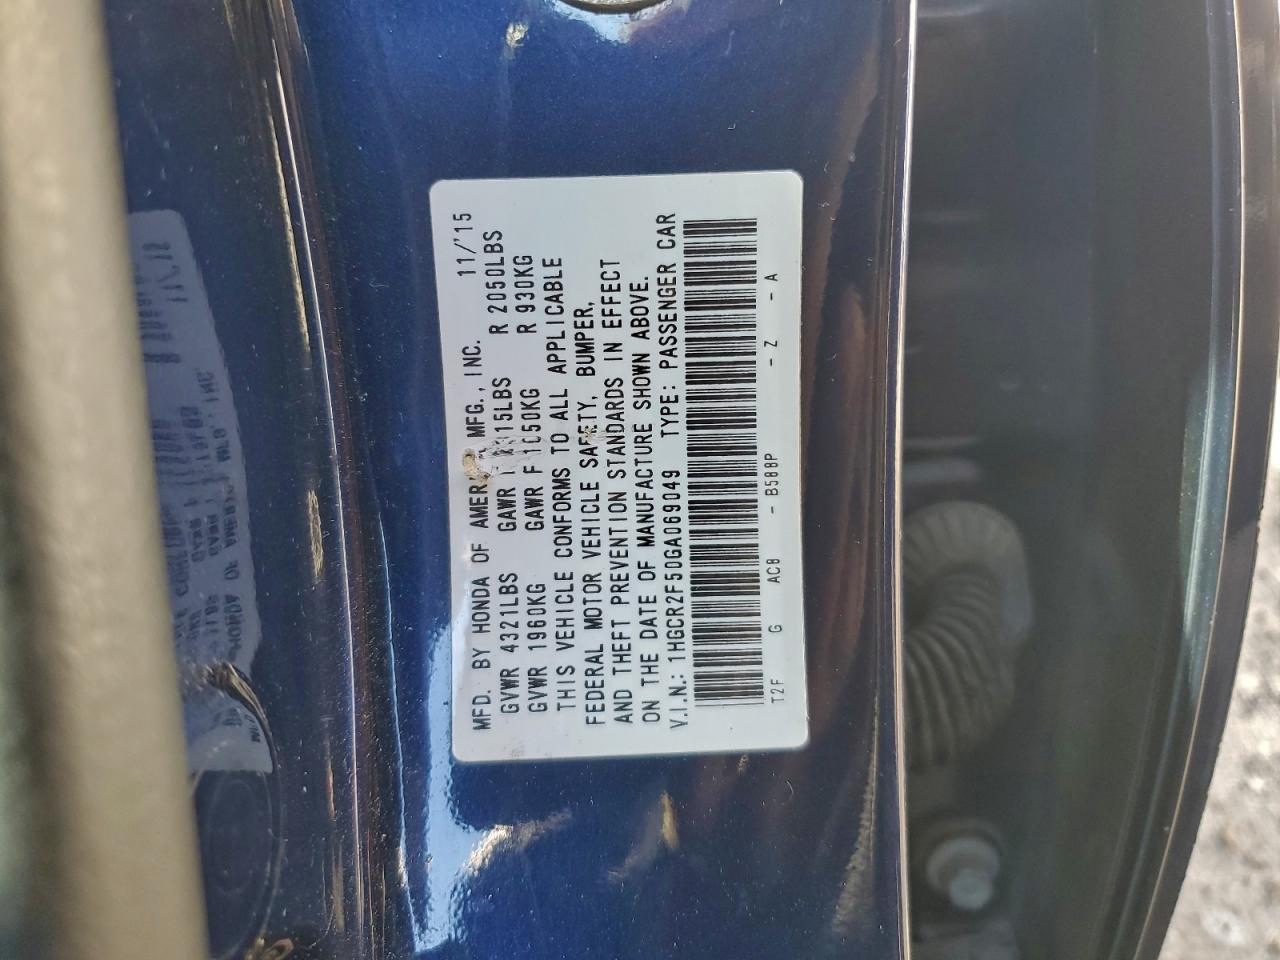 MFD. BY HONDA OF MFG., INC. 11/'15
GVWR 4321LBS GAWR R 2050LBS
GVWR 1960KG GAWR F 1050KG R 930KG
THIS VEHICLE CONFORMS TO ALL APPLICABLE
FEDERAL MOTOR VEHICLE SAFETY, BUMPER,
AND THEFT PREVENTION STANDARDS IN EFFECT
ON THE DATE OF MANUFACTURE SHOWN ABOVE.
V.I.N.: 1HGCR2F50GA069049 TYPE: PASSENGER CAR
T2F G AC8 - B588P - Z - A